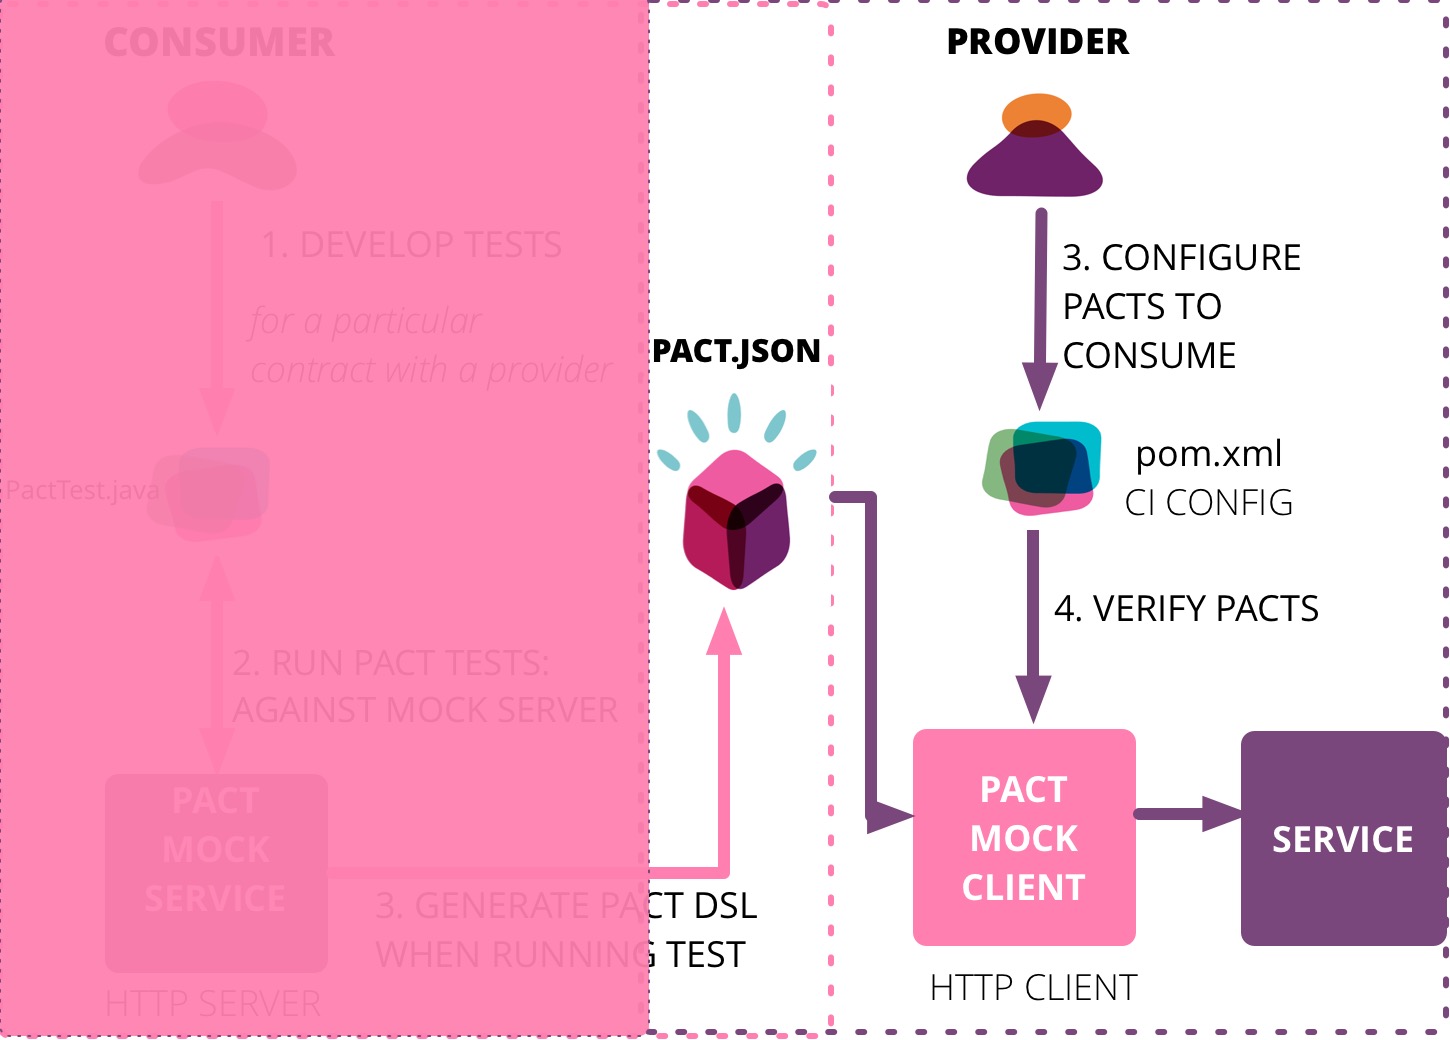 CONSUMER
1. DEVELOP TESTS
for a particular
contract with a provider
PactTest.java
2. RUN PACT TESTS:
AGAINST MOCK SERVER
PACT
MOCK
SERVICE
HTTP SERVER
3. GENERATE PACT DSL
WHEN RUNNING TEST
PACT.JSON
PROVIDER
3. CONFIGURE
PACTS TO
CONSUME
pom.xml
CI CONFIG
4. VERIFY PACTS
PACT
MOCK
CLIENT
HTTP CLIENT
SERVICE